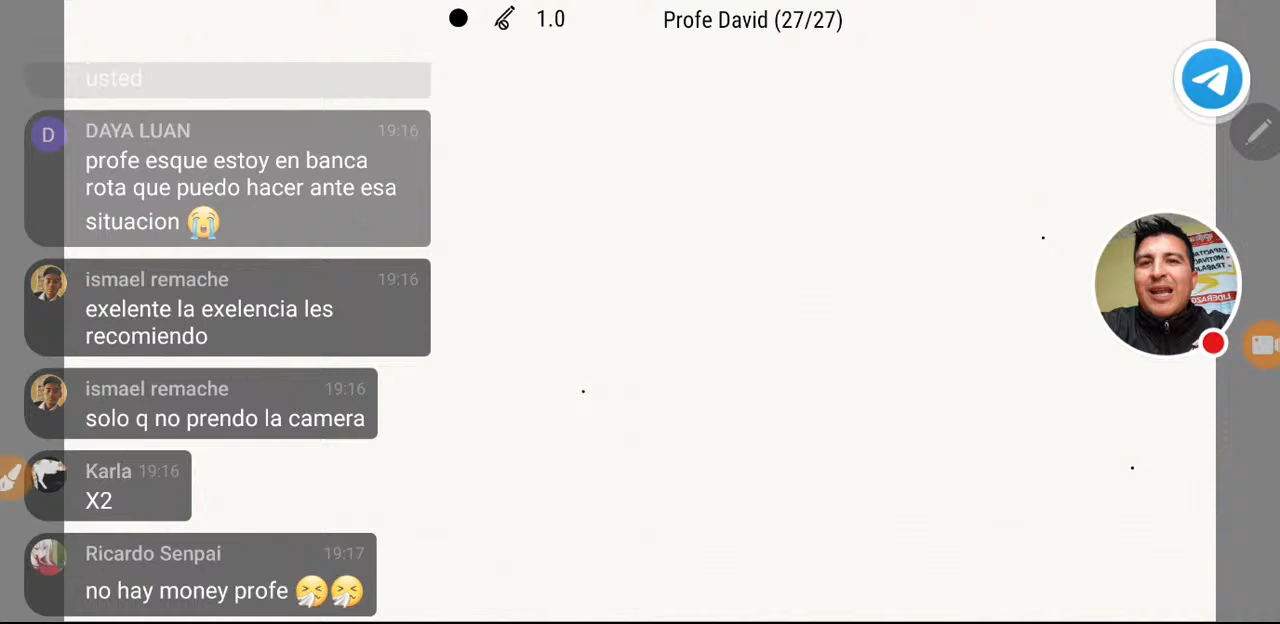 1.0
Profe David (27/27)
usted
D
DAYA LUAN 19:16
profe esque estoy en banca
rota que puedo hacer ante esa
situacion 😭
ismael remache 19:16
exelente la exelencia les
recomiendo
ismael remache 19:16
solo q no prendo la camera
Karla 19:16
X2
Ricardo Senpai 19:17
no hay money profe 🤧🤧
LIDERAZGO